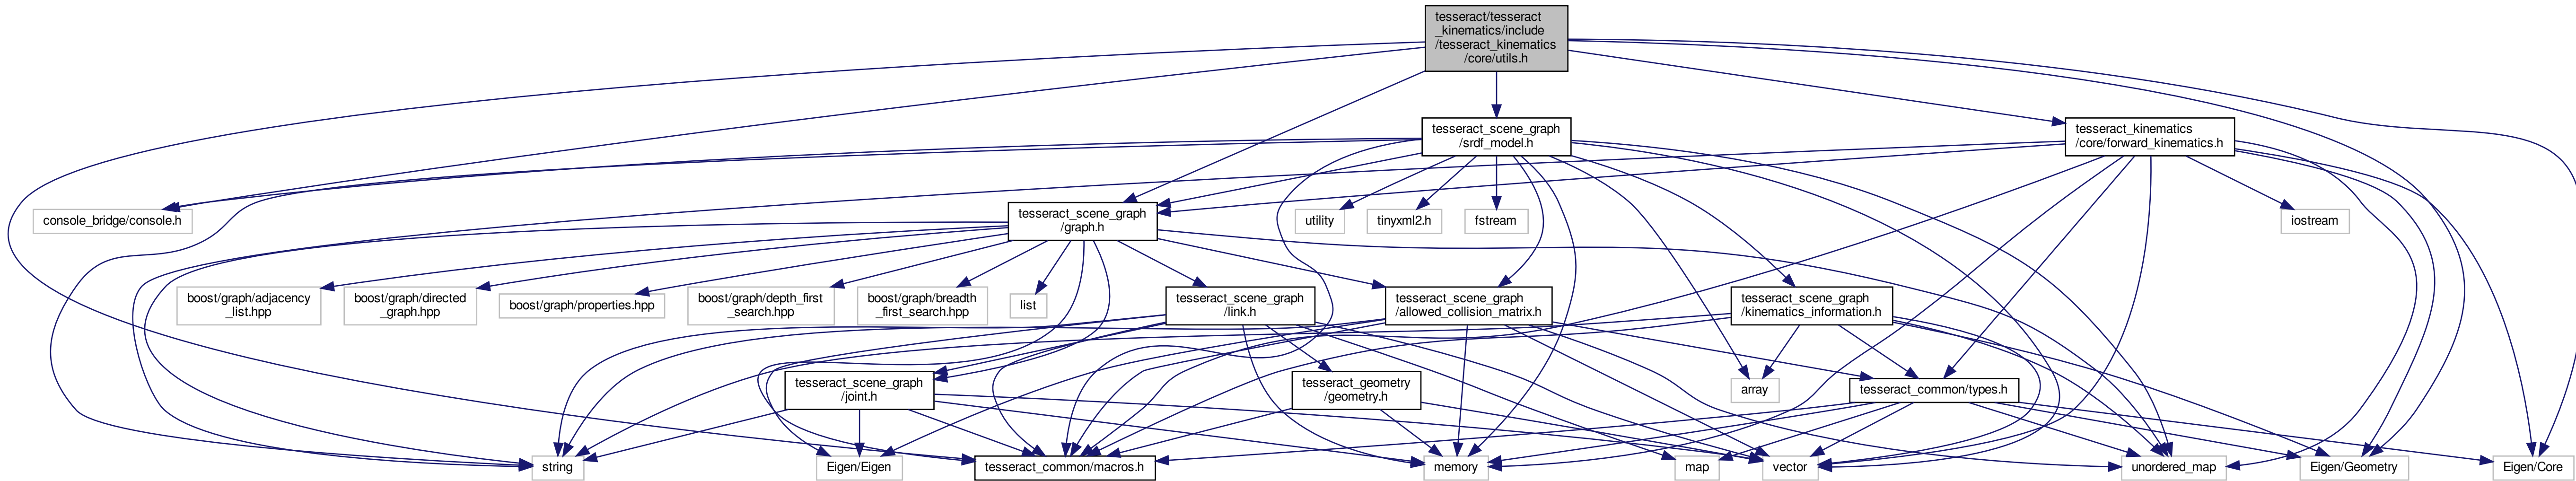 tesseract/tesseract
_kinematics/include
/tesseract_kinematics
/core/utils.h
tesseract_scene_graph
/srdf_model.h
tesseract_kinematics
/core/forward_kinematics.h
console_bridge/console.h
tesseract_scene_graph
/graph.h
utility
tinyxml2.h
fstream
iostream
boost/graph/adjacency
_list.hpp
boost/graph/directed
_graph.hpp
boost/graph/properties.hpp
boost/graph/depth_first
_search.hpp
boost/graph/breadth
_first_search.hpp
list
tesseract_scene_graph
/link.h
tesseract_scene_graph
/allowed_collision_matrix.h
tesseract_scene_graph
/kinematics_information.h
tesseract_scene_graph
/joint.h
tesseract_geometry
/geometry.h
array
tesseract_common/types.h
string
Eigen/Eigen
tesseract_common/macros.h
memory
map
vector
unordered_map
Eigen/Geometry
Eigen/Core